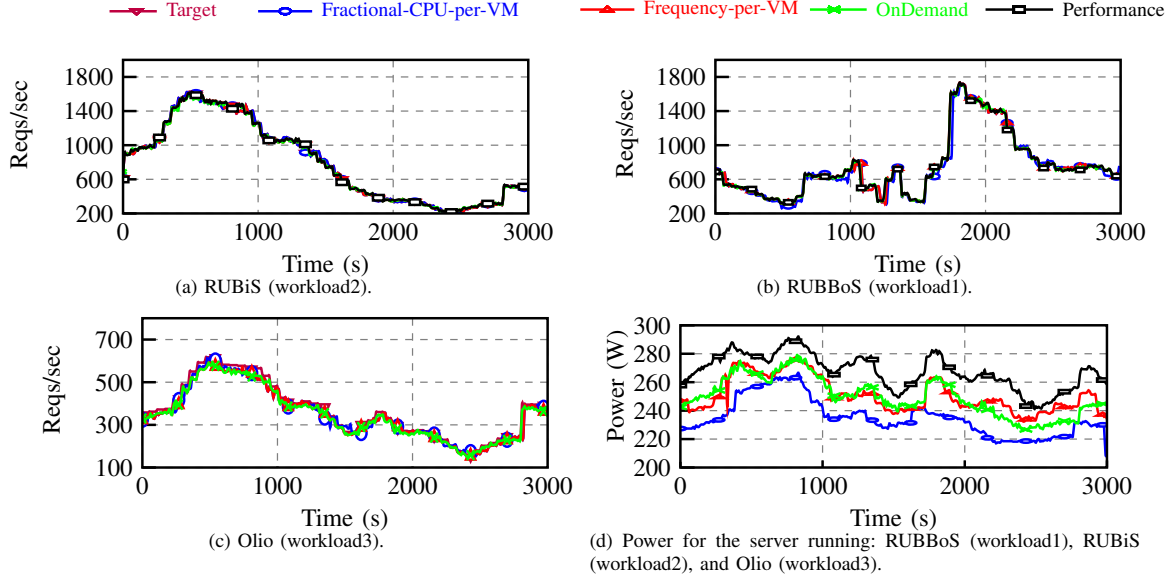 Target Fractional-CPU-per-VM Frequency-per-VM OnDemand Performance
Reqs/sec
1800
1400
1000
600
200
0 1000 2000 3000
Time (s)
(a) RUBiS (workload2).
Reqs/sec
1800
1400
1000
600
200
0 1000 2000 3000
Time (s)
(b) RUBBoS (workload1).
Reqs/sec
700
500
300
100
0 1000 2000 3000
Time (s)
(c) Olio (workload3).
Power (W)
300
280
260
240
220
200
0 1000 2000 3000
Time (s)
(d) Power for the server running: RUBBoS (workload1), RUBiS
(workload2), and Olio (workload3).